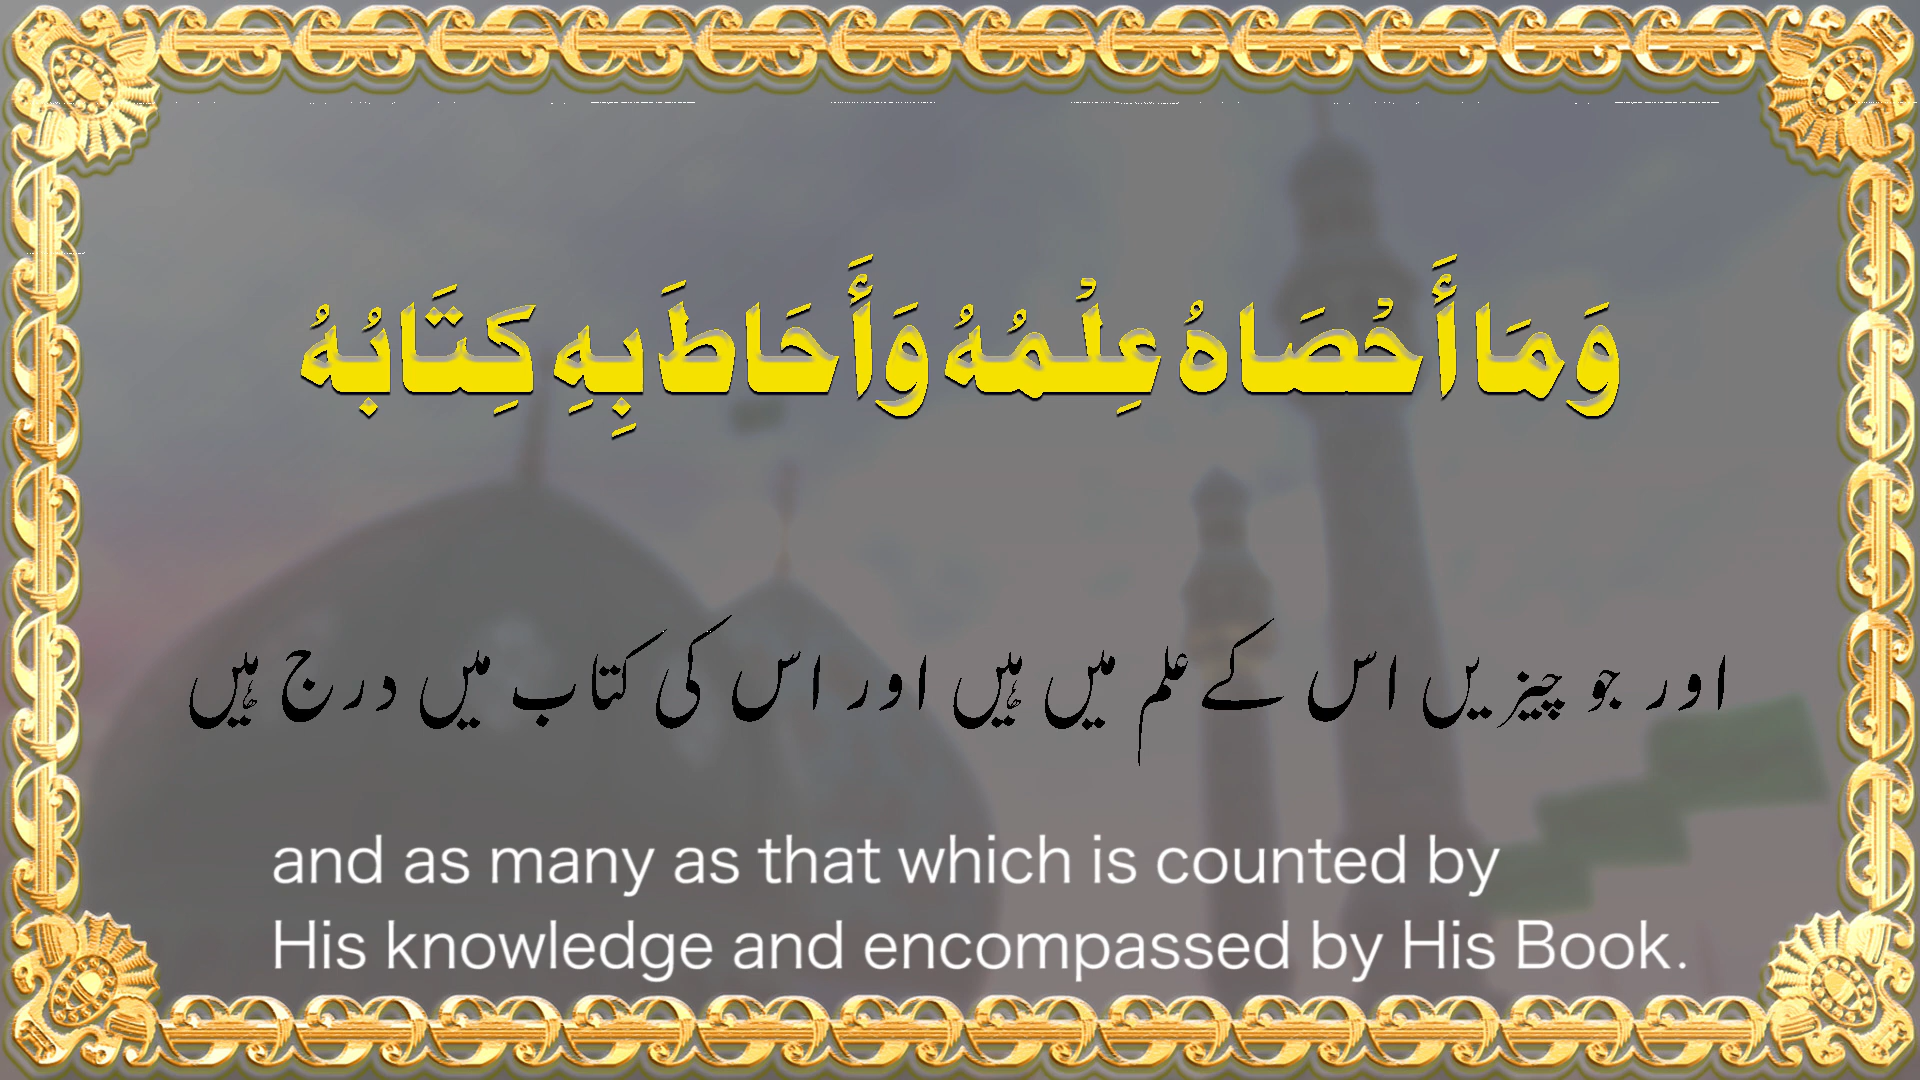 وَمَا أَحْصَاهُ عِلْمُهُ وَأَحَاطَ بِهِ كِتَابُهُ
اور جو چیزیں اس کے علم میں ہیں اور اس کی کتاب میں درج ہیں
and as many as that which is counted by
His knowledge and encompassed by His Book.